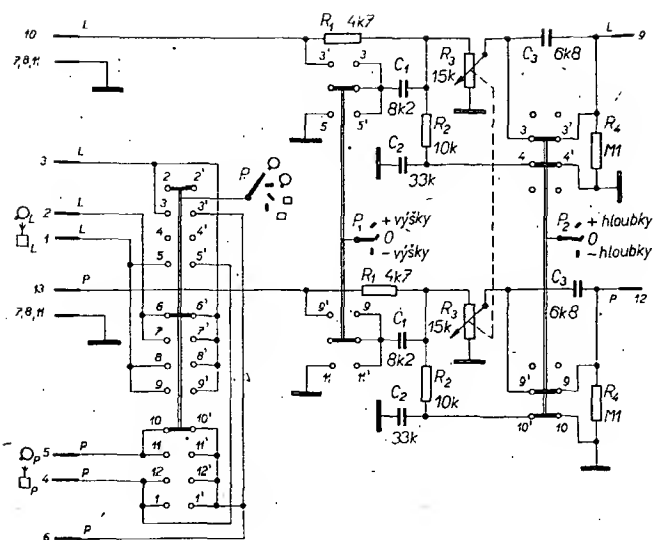 10 L R₁ 4k7 L 9
7,8,11 3' 3 C₁ R₃ 15k C₃ 6k8
5 5' 8k2
R₂ 10k 3 3' R₄ M1
3 L C₂ 33k 4 4'
2 2' P
L 2 L 3 3'
L 1 L 4 4' P₁ + výšky 0 − výšky P₂ + hloubky 0 − hloubky
5 5'
13 P R₁ 4k7 C₃ 6k8 P 12
7,8,11 6 6' 9' 9 C₁ R₃ 15k
7 7' 8k2
8 8' 11 11' R₂ 10k 9' 9 R₄ M1
9 9' C₂ 33k 10' 10
10 10'
P 5 P 11 11'
P 4 12 12'
1 1'
6 P